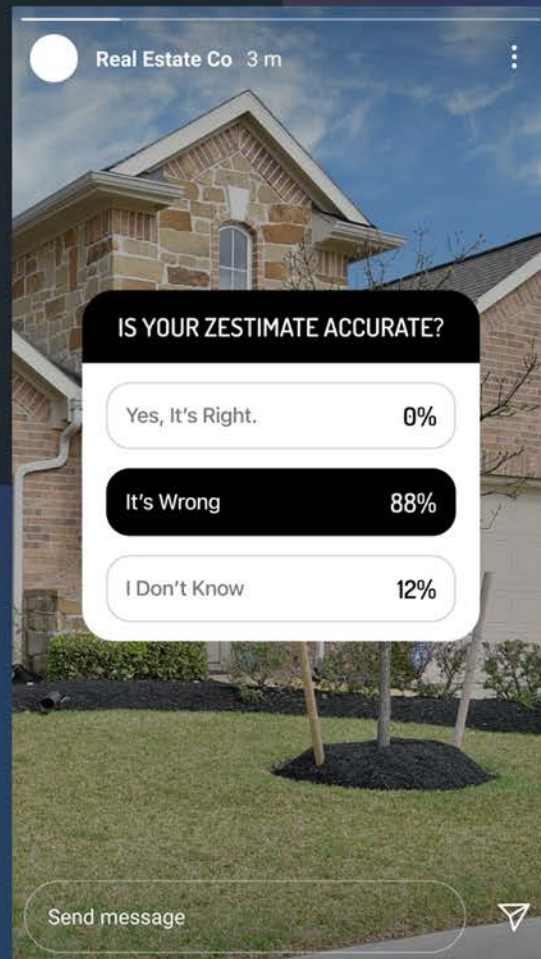 Real Estate Co 3 m
IS YOUR ZESTIMATE ACCURATE?
Yes, It's Right. 0%
It's Wrong 88%
I Don't Know 12%
Send message